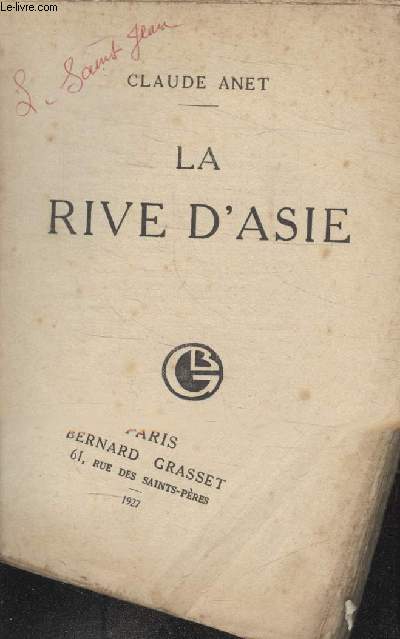 © Le-livre.com
L. Saint Jean
CLAUDE ANET
LA
RIVE D'ASIE
BG
PARIS
BERNARD GRASSET
61, RUE DES SAINTS-PÈRES
1927